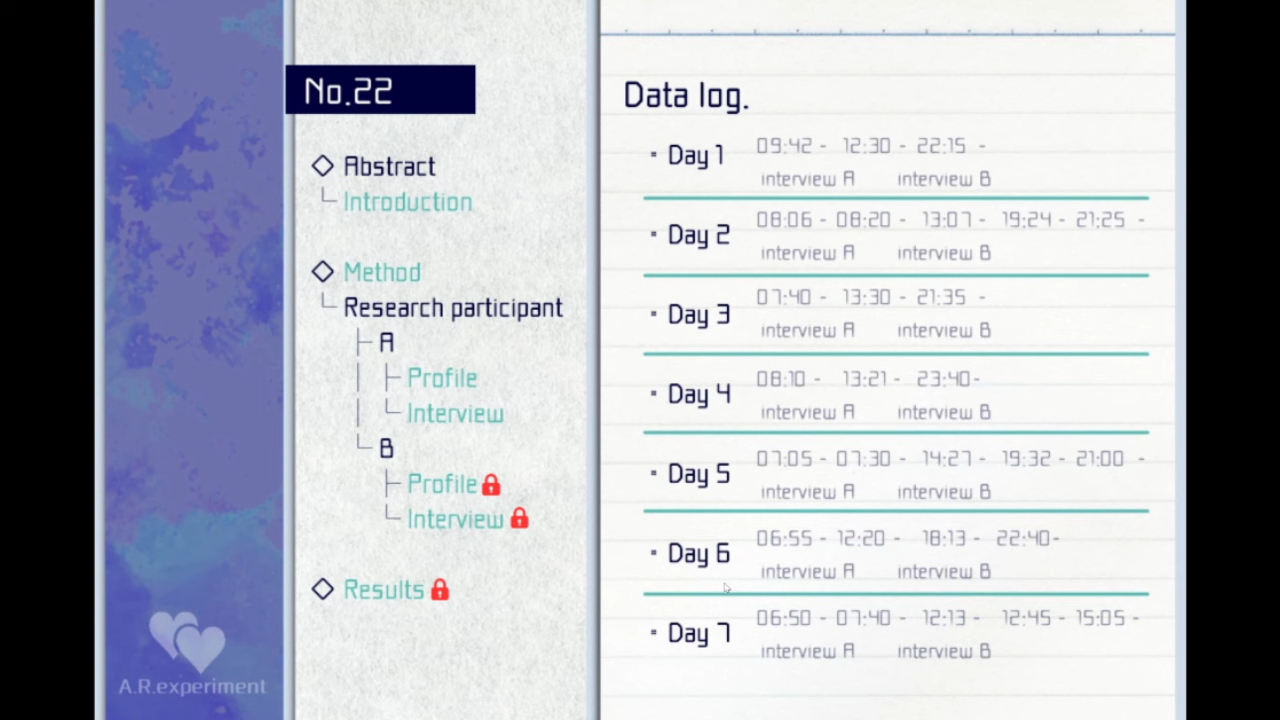 No.22
Abstract
Introduction
Method
Research participant
A
Profile
Interview
B
Profile
Interview
Results
A.R.experiment
Data log.
Day 1 09:42 - 12:30 - 22:15 -
interview A interview B
Day 2 08:06 - 08:20 - 13:07 - 19:24 - 21:25 -
interview A interview B
Day 3 07:40 - 13:30 - 21:35 -
interview A interview B
Day 4 08:10 - 13:21 - 23:40-
interview A interview B
Day 5 07:05 - 07:30 - 14:27 - 19:32 - 21:00 -
interview A interview B
Day 6 06:55 - 12:20 - 18:13 - 22:40-
interview A interview B
Day 7 06:50 - 07:40 - 12:13 - 12:45 - 15:05 -
interview A interview B